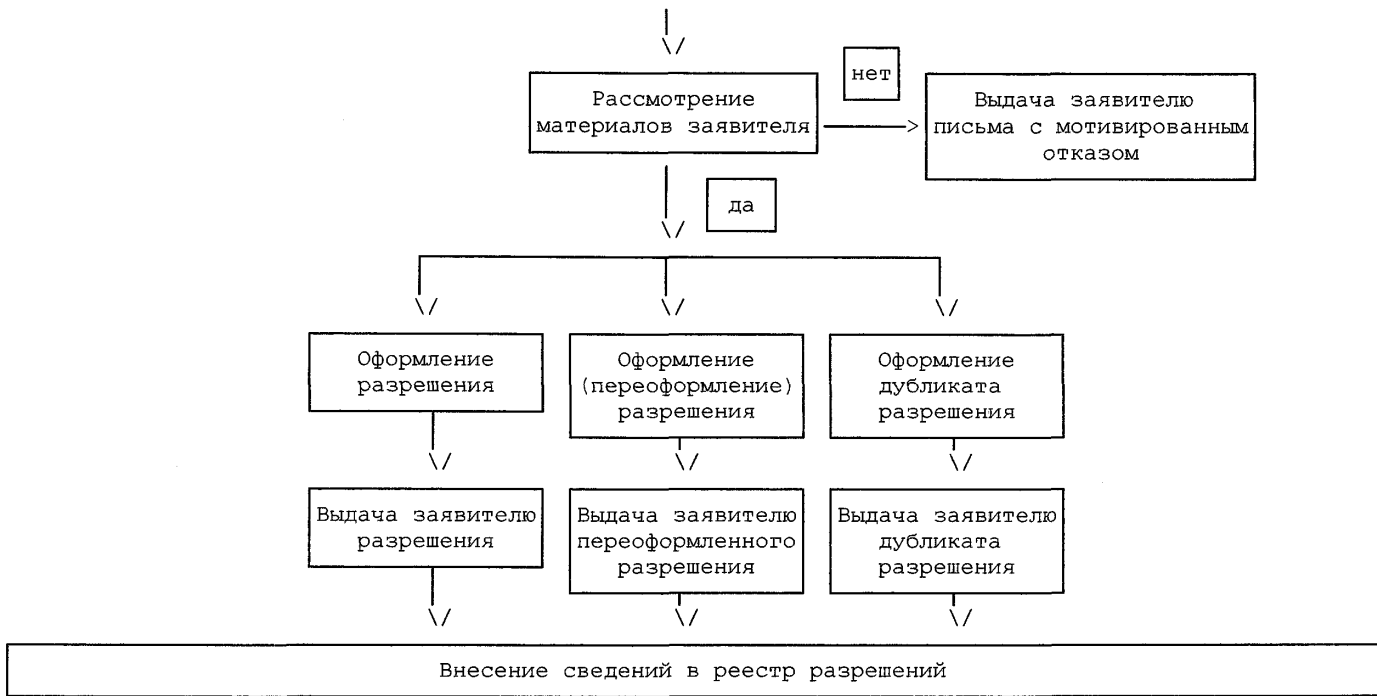 нет
Рассмотрение
материалов заявителя
Выдача заявителю
письма с мотивированным
отказом
да
Оформление
разрешения
Оформление
(переоформление)
разрешения
Оформление
дубликата
разрешения
Выдача заявителю
разрешения
Выдача заявителю
переоформленного
разрешения
Выдача заявителю
дубликата
разрешения
Внесение сведений в реестр разрешений